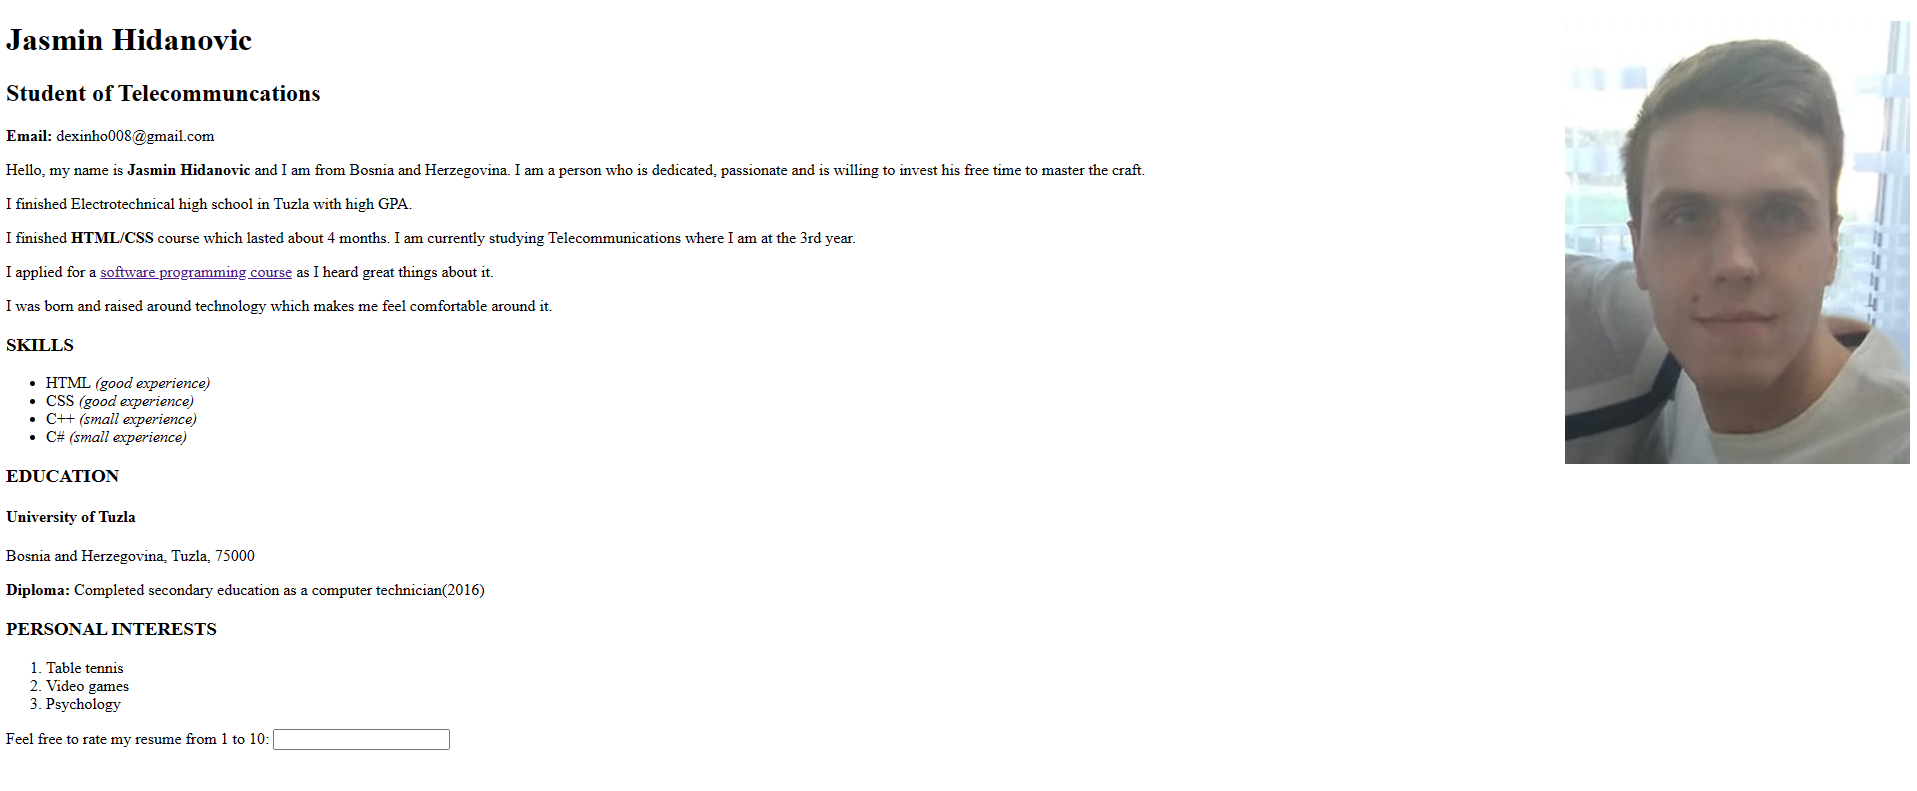 Jasmin Hidanovic
Student of Telecommuncations
Email: dexinho008@gmail.com
Hello, my name is Jasmin Hidanovic and I am from Bosnia and Herzegovina. I am a person who is dedicated, passionate and is willing to invest his free time to master the craft.
I finished Electrotechnical high school in Tuzla with high GPA.
I finished HTML/CSS course which lasted about 4 months. I am currently studying Telecommunications where I am at the 3rd year.
I applied for a software programming course as I heard great things about it.
I was born and raised around technology which makes me feel comfortable around it.
SKILLS
• HTML (good experience)
• CSS (good experience)
• C++ (small experience)
• C# (small experience)
EDUCATION
University of Tuzla
Bosnia and Herzegovina, Tuzla, 75000
Diploma: Completed secondary education as a computer technician(2016)
PERSONAL INTERESTS
1. Table tennis
2. Video games
3. Psychology
Feel free to rate my resume from 1 to 10: